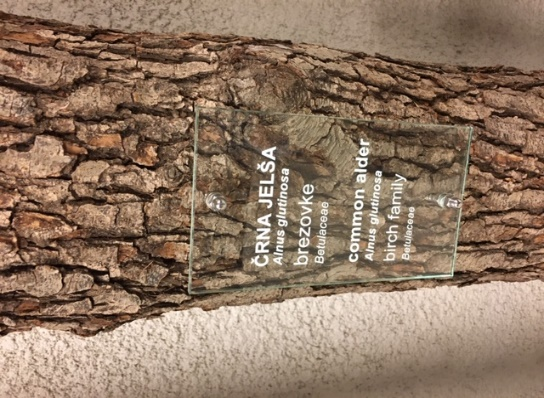 ČRNA JELŠA
Alnus glutinosa
brezovke
Betulaceae
common alder
Alnus glutinosa
birch family
Betulaceae